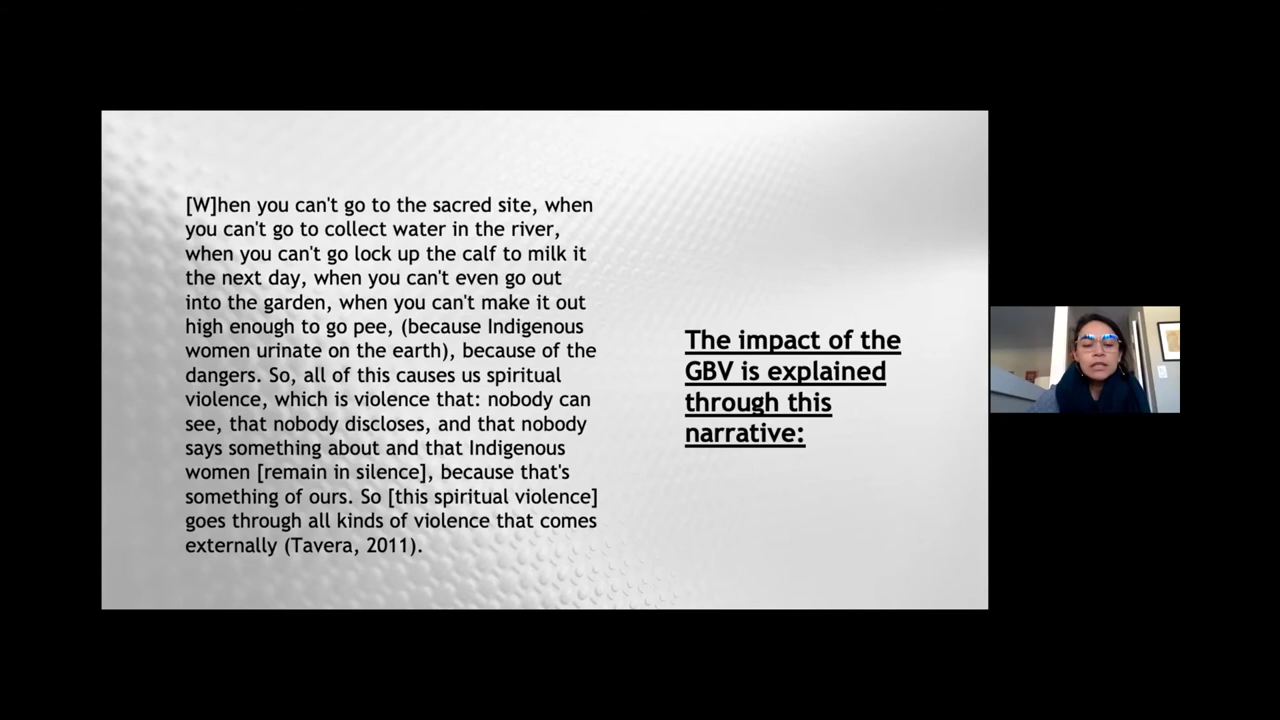 [W]hen you can't go to the sacred site, when
you can't go to collect water in the river,
when you can't go lock up the calf to milk it
the next day, when you can't even go out
into the garden, when you can't make it out
high enough to go pee, (because Indigenous
women urinate on the earth), because of the
dangers. So, all of this causes us spiritual
violence, which is violence that: nobody can
see, that nobody discloses, and that nobody
says something about and that Indigenous
women [remain in silence], because that's
something of ours. So [this spiritual violence]
goes through all kinds of violence that comes
externally (Tavera, 2011).
The impact of the
GBV is explained
through this
narrative: